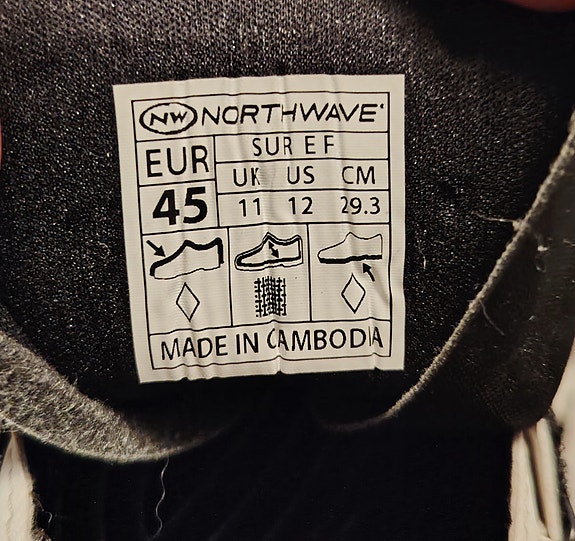 NW NORTHWAVE
EUR
45
SUR E F
UK US CM
11 12 29.3
MADE IN CAMBODIA